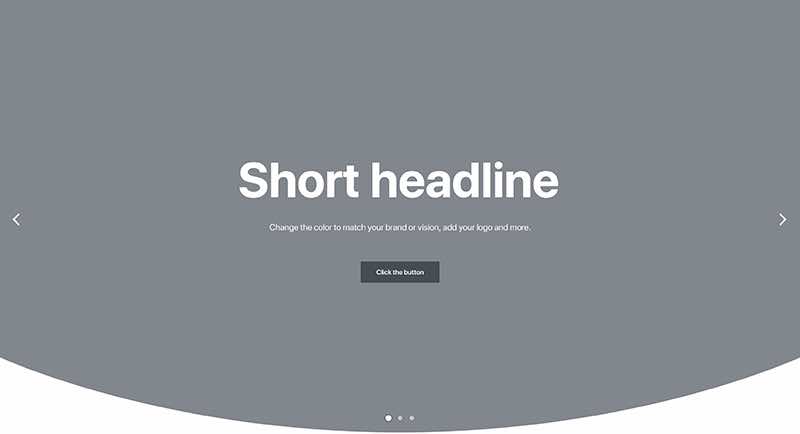 Short headline
Change the color to match your brand or vision, add your logo and more.
Click the button